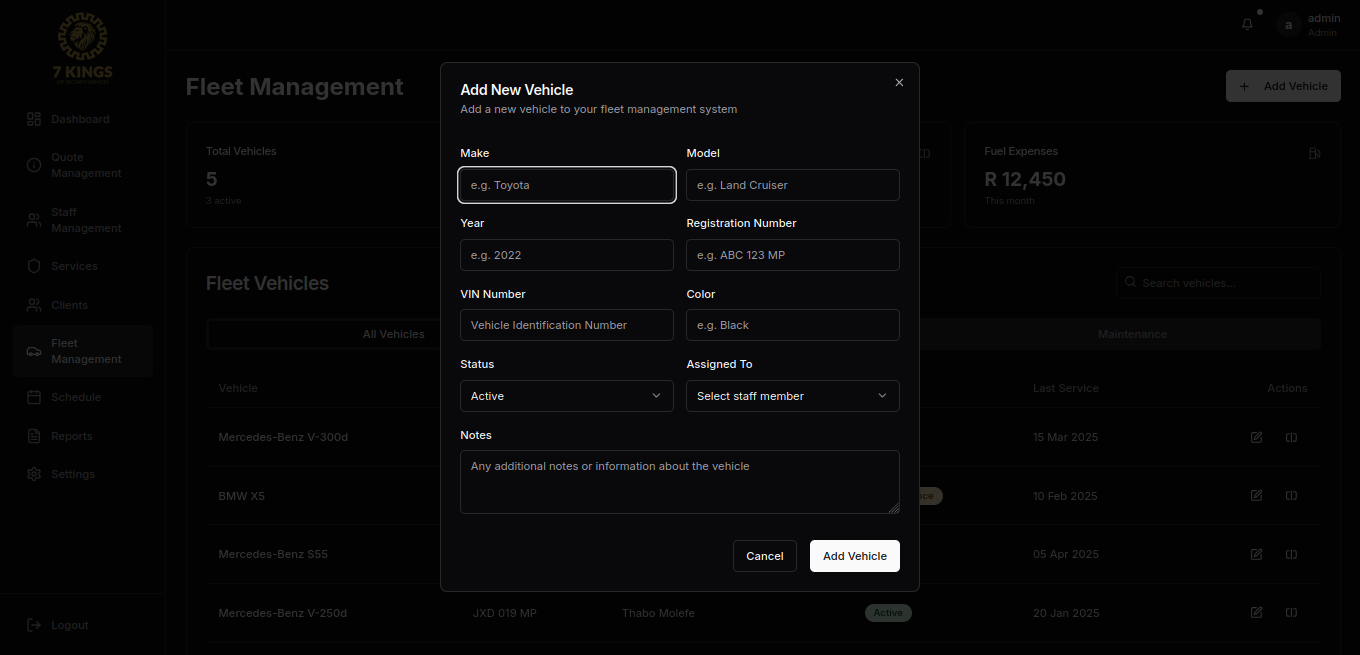 7 KINGS
Dashboard
Quote
Management
Staff
Management
Services
Clients
Fleet
Management
Schedule
Reports
Settings
Logout
a
admin
Admin
Fleet Management
+ Add Vehicle
Total Vehicles
5
3 active
Fuel Expenses
R 12,450
This month
Fleet Vehicles
Search vehicles...
All Vehicles
Maintenance
Vehicle
Last Service
Actions
Mercedes-Benz V-300d
15 Mar 2025
BMW X5
10 Feb 2025
Mercedes-Benz S55
05 Apr 2025
Mercedes-Benz V-250d
JXD 019 MP
Thabo Molefe
Active
20 Jan 2025
Add New Vehicle
Add a new vehicle to your fleet management system
Make
Model
e.g. Toyota
e.g. Land Cruiser
Year
Registration Number
e.g. 2022
e.g. ABC 123 MP
VIN Number
Color
Vehicle Identification Number
e.g. Black
Status
Assigned To
Active
Select staff member
Notes
Any additional notes or information about the vehicle
Cancel
Add Vehicle